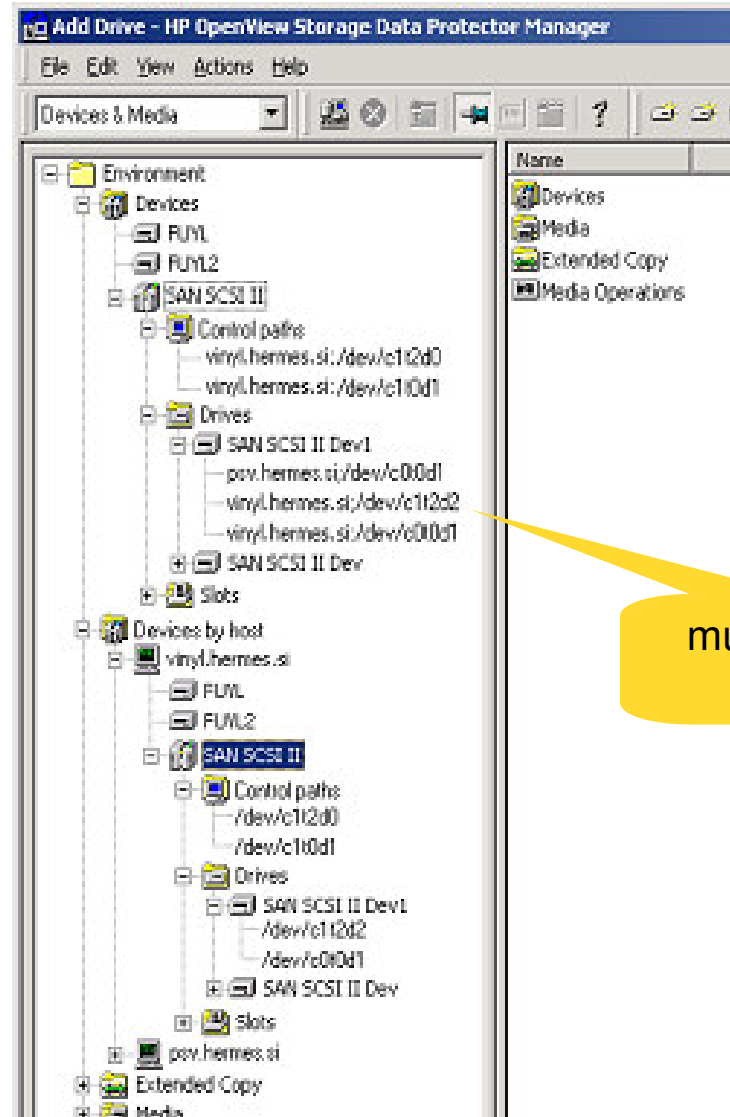 Add Drive - HP OpenView Storage Data Protector Manager
File Edit View Actions Help
Devices & Media
?
Environment
Devices
FUYL
FUYL2
SAN SCSI II
Control paths
vinyl.hermes.si:/dev/c1t2d0
vinyl.hermes.si:/dev/c1t0d1
Drives
SAN SCSI II Dev1
psv.hermes.si:/dev/c0t0d1
vinyl.hermes.si:/dev/c1t2d2
vinyl.hermes.si:/dev/c0t0d1
SAN SCSI II Dev
Slots
Devices by host
vinyl.hermes.si
FUYL
FUYL2
SAN SCSI II
Control paths
/dev/c1t2d0
/dev/c1t0d1
Drives
SAN SCSI II Dev1
/dev/c1t2d2
/dev/c0t0d1
SAN SCSI II Dev
Slots
psv.hermes.si
Extended Copy
Media
Name
Devices
Media
Extended Copy
Media Operations